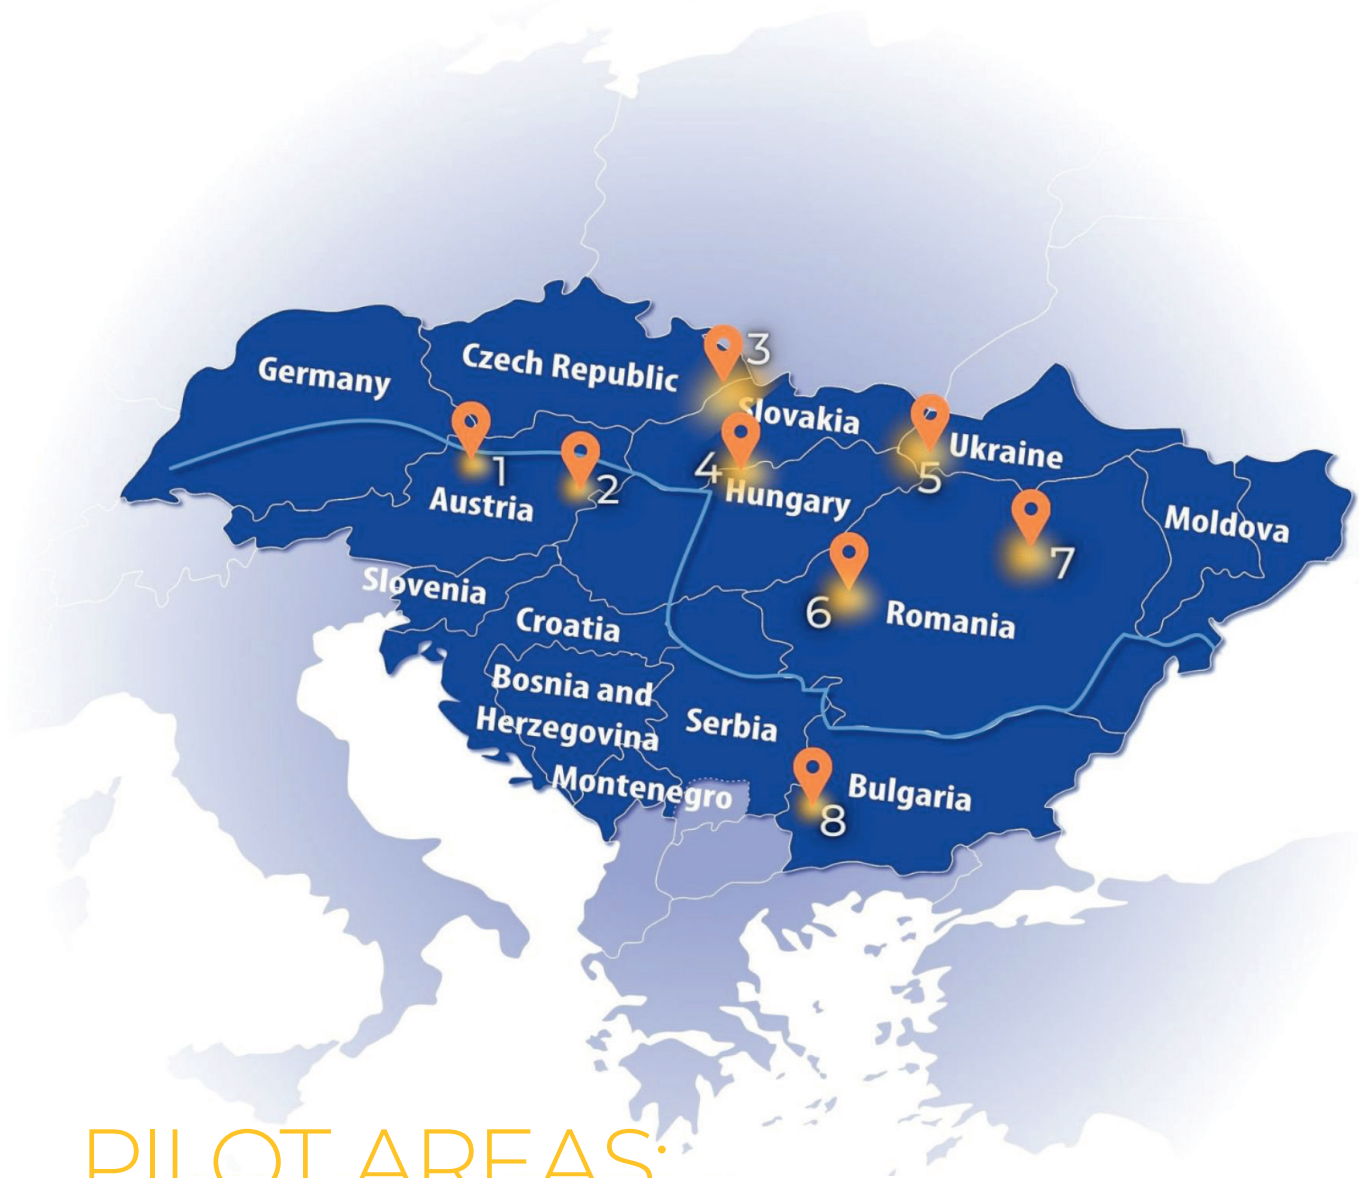 3
Czech Republic
Germany
Slovakia
Ukraine
1
2
4
5
Hungary
Austria
Moldova
7
Slovenia
6
Romania
Croatia
Bosnia and
Herzegovina
Serbia
Montenegro
Bulgaria
8
PILOT AREAS: